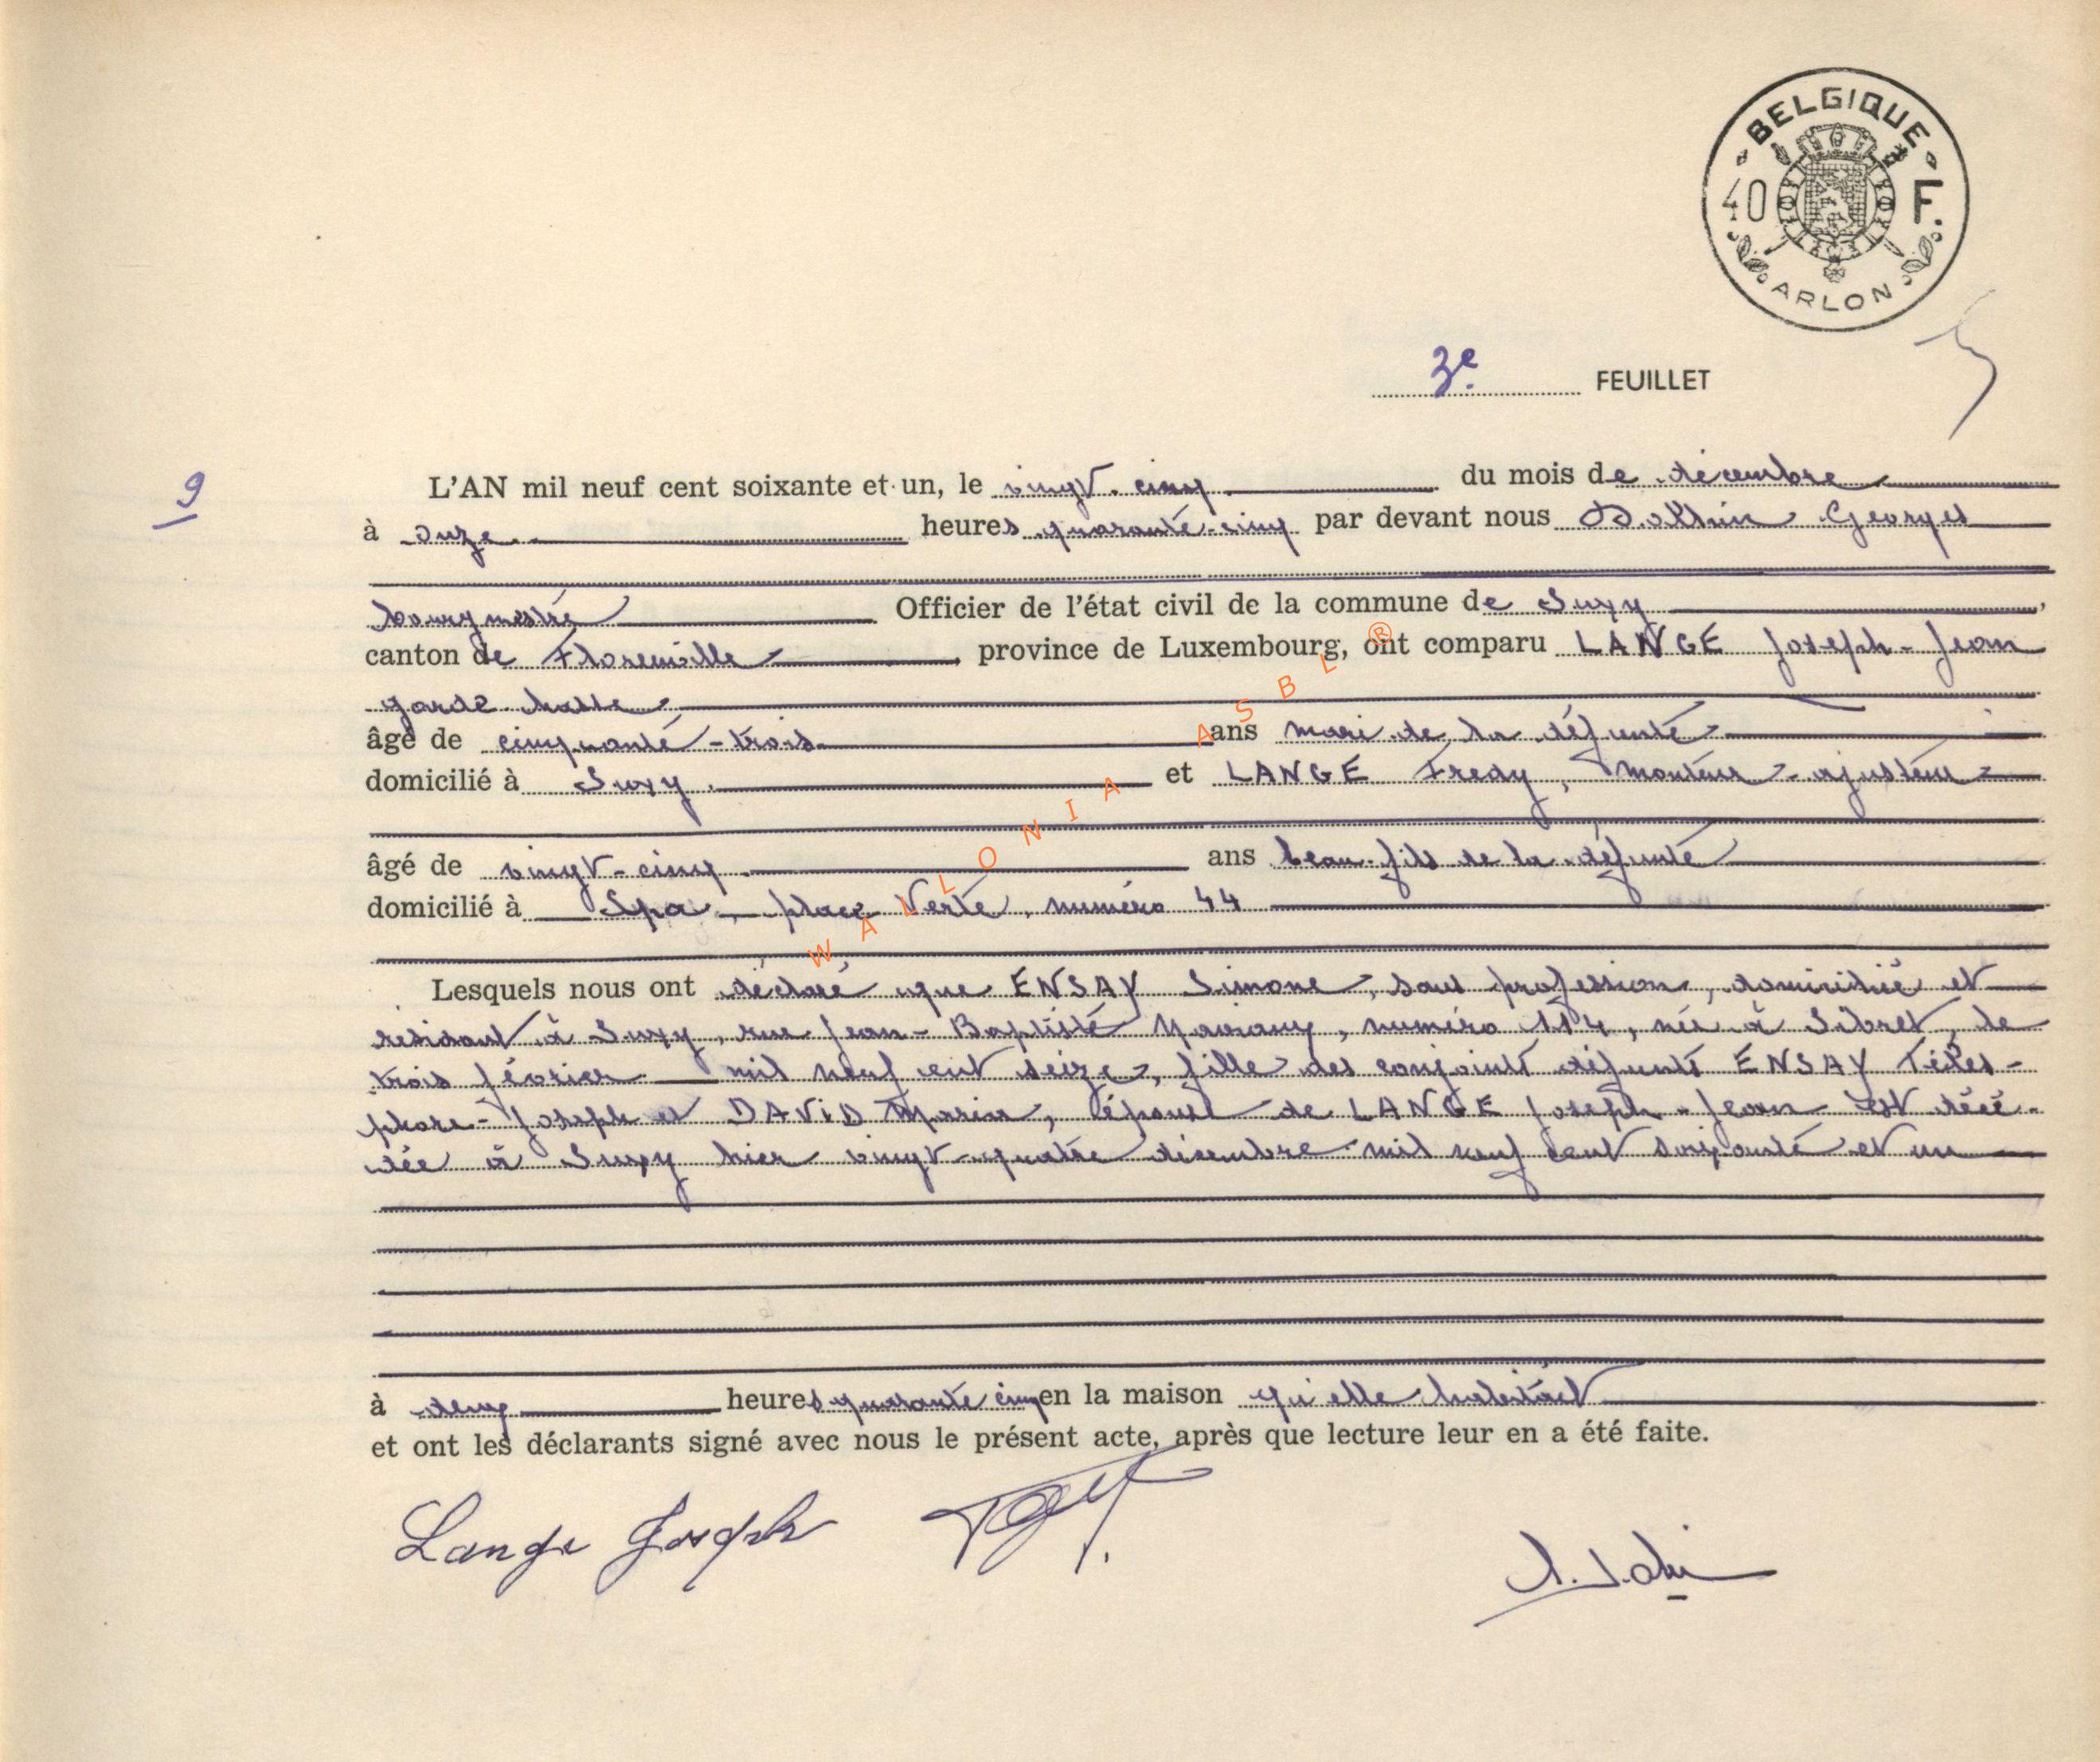 BELGIQUE
40 F.
ARLON
3e FEUILLET
9
L'AN mil neuf cent soixante et un, le vingt-cinq du mois de décembre
à onze heures quarante-cinq par devant nous Georges
bourgmestre Officier de l'état civil de la commune de Suxy,
canton de Florenville, province de Luxembourg, ont comparu LANGE Joseph-Jean
garde chasse
âgé de cinquante-trois ans mari de la défunte
domicilié à Suxy et LANGE Fredy, monteur-ajusteur
âgé de vingt-cinq ans beau-fils de la défunte
domicilié à Spa, place Verte, numéro 44
Lesquels nous ont déclaré que ENSAY Simone, sans profession, domiciliée et
résidant à Suxy, rue Jean-Baptiste, numéro 114, née à Sibret, le
trois février mil neuf cent seize, fille des conjoints défunts ENSAY Téles-
phore-Joseph et DAVID Maria, épouse de LANGE Joseph-Jean est décé-
dée à Suxy hier vingt-quatre décembre mil neuf cent soixante et un
à deux heures quarante cinq en la maison qu'elle habitait
et ont les déclarants signé avec nous le présent acte, après que lecture leur en a été faite.
Lange Joseph
WALLONIA ASBL ®